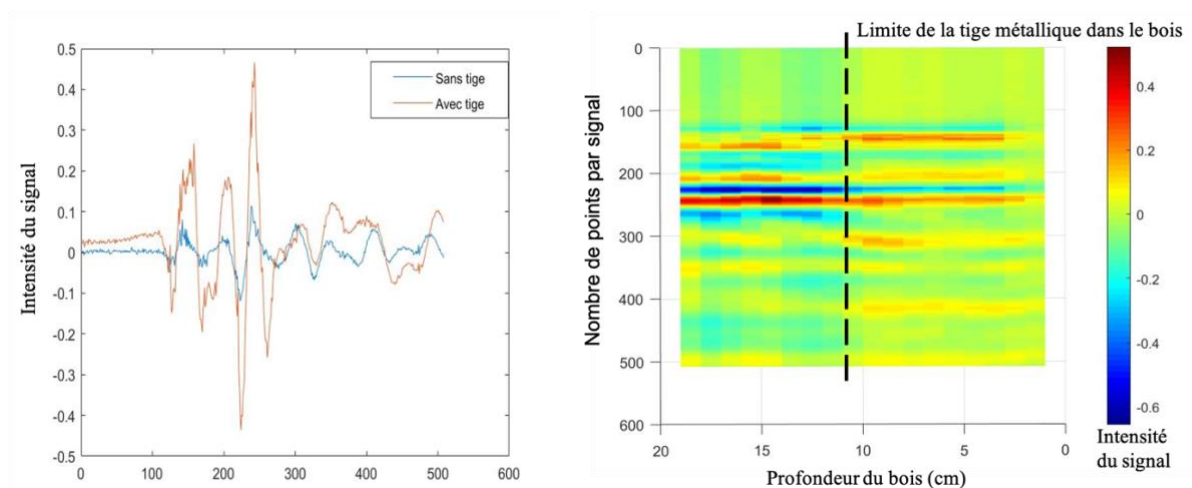 0.5
0.4
0.3
0.2
0.1
0
-0.1
-0.2
-0.3
-0.4
-0.5
0 100 200 300 400 500 600
Intensité du signal
Sans tige
Avec tige
Limite de la tige métallique dans le bois
0
100
200
300
400
500
600
20 15 10 5 0
Nombre de points par signal
Profondeur du bois (cm)
0.4
0.2
0
-0.2
-0.4
-0.6
Intensité
du signal